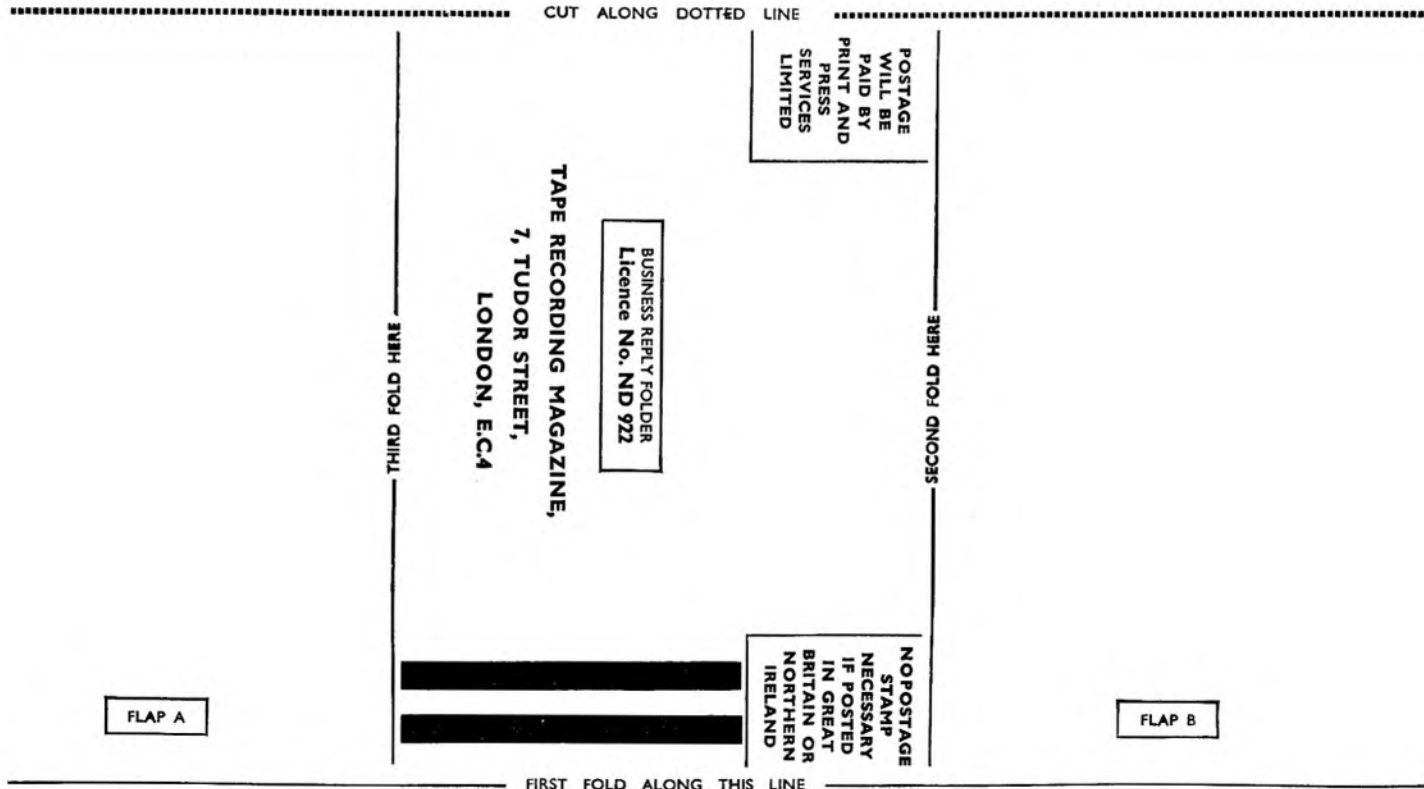 CUT ALONG DOTTED LINE
POSTAGE
WILL BE
PAID BY
PRINT AND
PRESS
SERVICES
LIMITED
SECOND FOLD HERE
BUSINESS REPLY FOLDER
Licence No. ND 922
TAPE RECORDING MAGAZINE,
7, TUDOR STREET,
LONDON, E.C.4
THIRD FOLD HERE
NO POSTAGE
STAMP
NECESSARY
IF POSTED
IN GREAT
BRITAIN OR
NORTHERN
IRELAND
FLAP A
FLAP B
FIRST FOLD ALONG THIS LINE